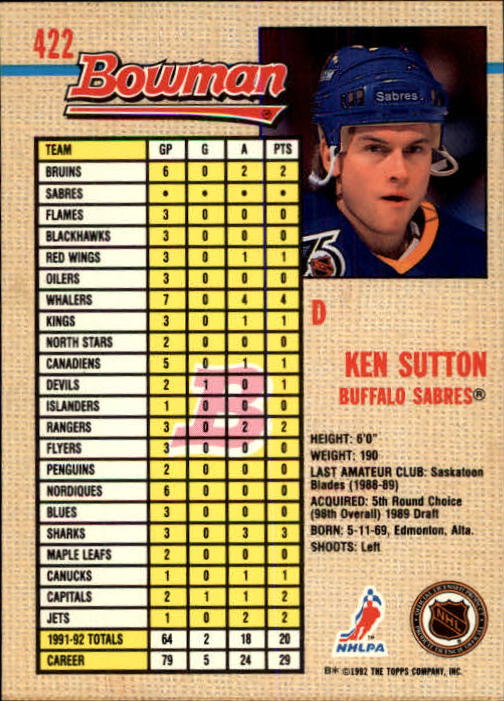 422
Bowman
Sabres
75
NHL
TEAM GP G A PTS
BRUINS 6 0 2 2
SABRES • • • •
FLAMES 3 0 0 0
BLACKHAWKS 3 0 0 0
RED WINGS 3 0 1 1
OILERS 3 0 0 0
WHALERS 7 0 4 4
KINGS 3 0 1 1
NORTH STARS 2 0 0 0
CANADIENS 5 0 1 1
DEVILS 2 1 0 1
ISLANDERS 1 0 0 0
RANGERS 3 0 2 2
FLYERS 3 0 0 0
PENGUINS 2 0 0 0
NORDIQUES 6 0 0 0
BLUES 3 0 0 0
SHARKS 3 0 3 3
MAPLE LEAFS 2 0 0 0
CANUCKS 1 0 1 1
CAPITALS 2 1 1 2
JETS 1 0 2 2
1991-92 TOTALS 64 2 18 20
CAREER 79 5 24 29
B
D
KEN SUTTON
BUFFALO SABRES®
HEIGHT: 6'0"
WEIGHT: 190
LAST AMATEUR CLUB: Saskatoon
Blades (1988-89)
ACQUIRED: 5th Round Choice
(98th Overall) 1989 Draft
BORN: 5-11-69, Edmonton, Alta.
SHOOTS: Left
NHLPA
NHL
B* ©1992 THE TOPPS COMPANY, INC.